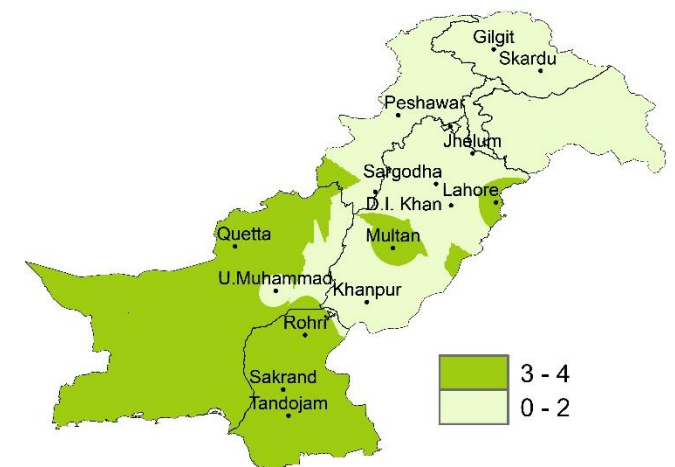 Gilgit
Skardu
Peshawar
Jhelum
Sargodha
Lahore
D.I. Khan
Quetta
Multan
U.Muhammad
Khanpur
Rohri
Sakrand
Tandojam
3 - 4
0 - 2